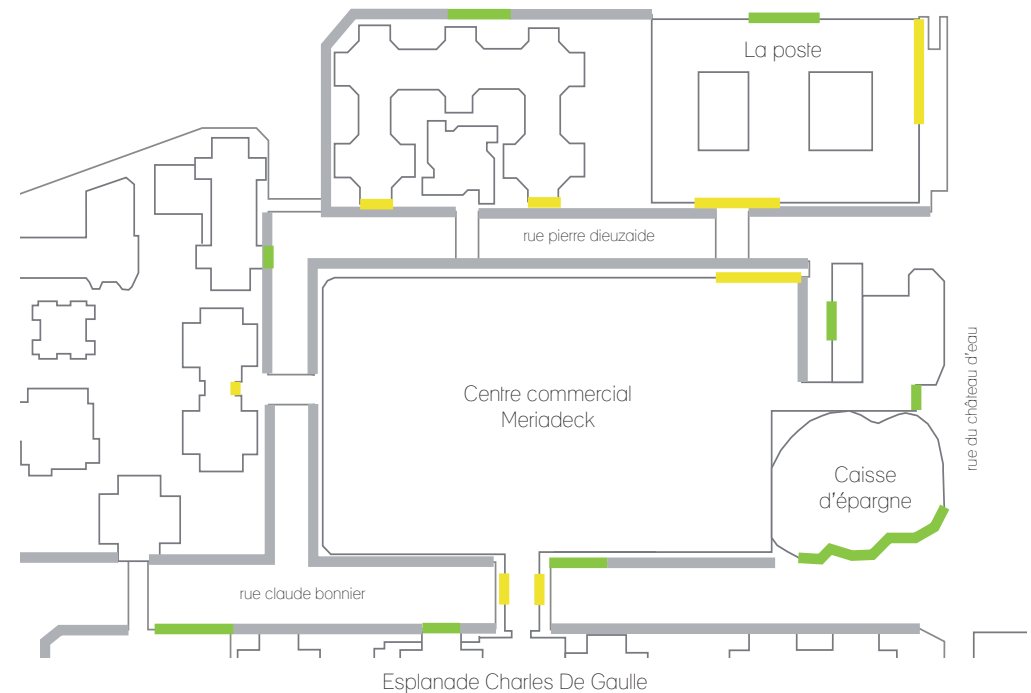 La poste
rue pierre dieuzaide
rue du château d'eau
Centre commercial
Meriadeck
Caisse
d'épargne
rue claude bonnier
Esplanade Charles De Gaulle